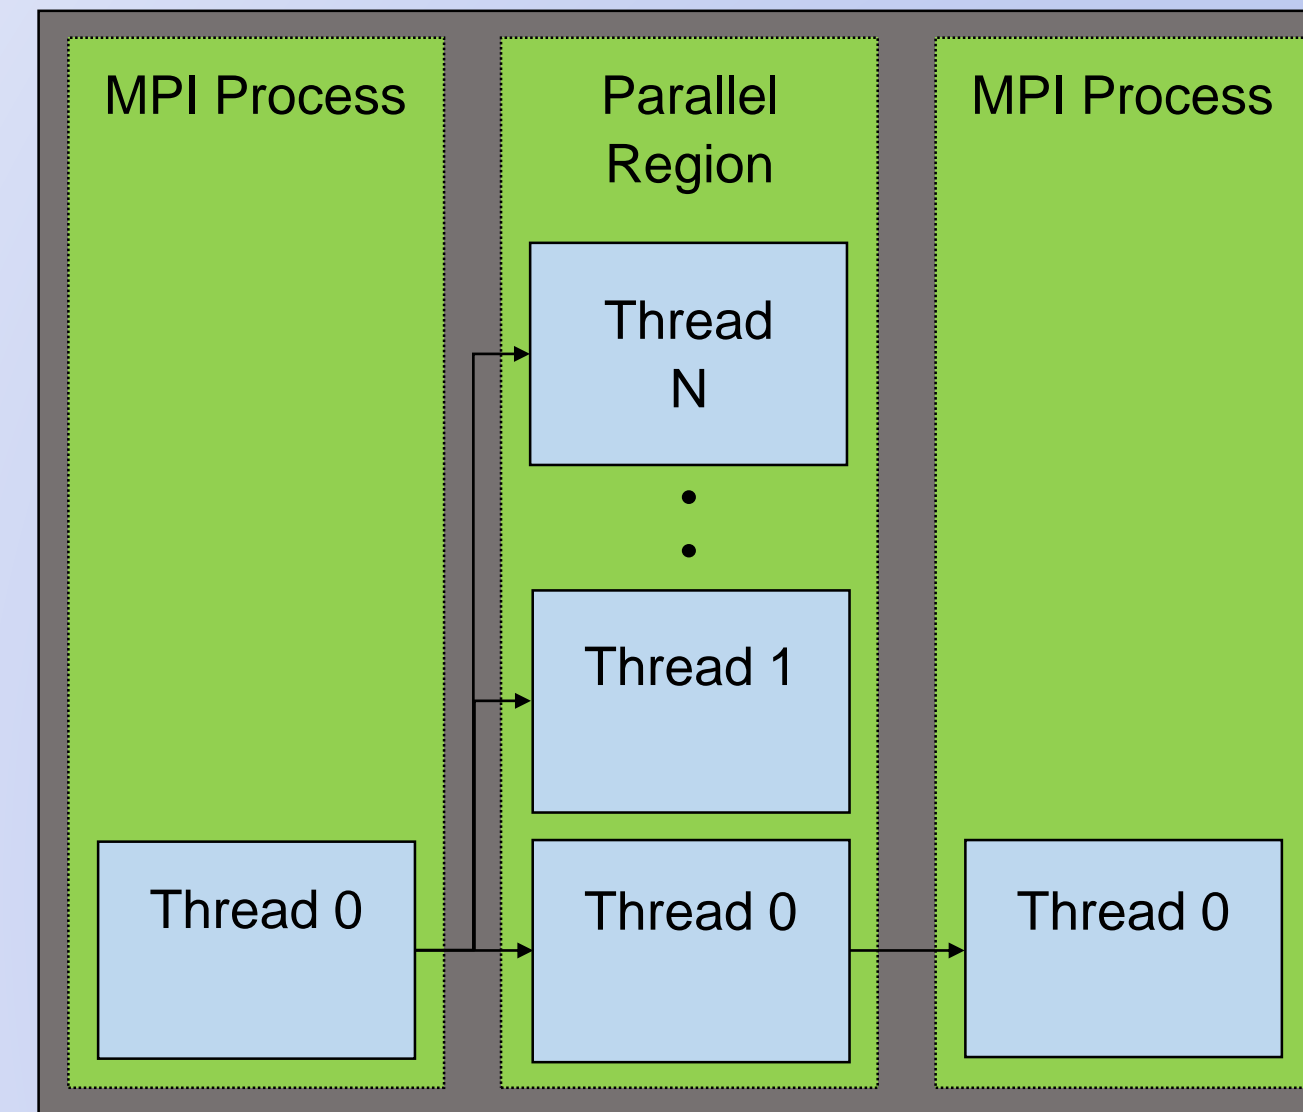 MPI Process
Thread 0
Parallel
Region
Thread
N
Thread 1
Thread 0
MPI Process
Thread 0